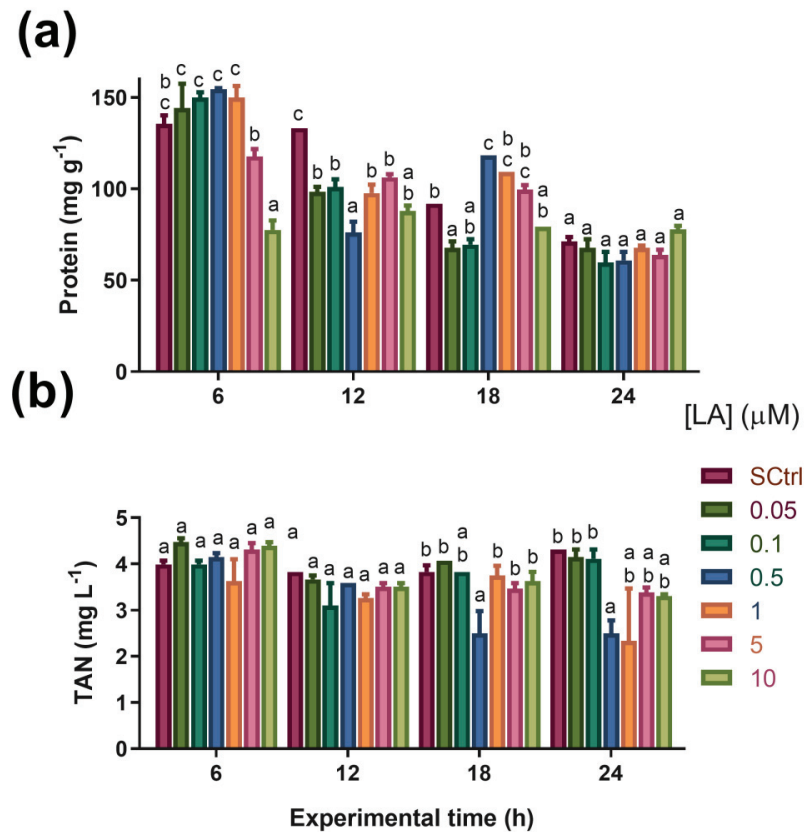 (a)
Protein (mg g⁻¹)
150
100
50
0
b
c
c
c
c
c
b
a
c
b
b
a
b
b
a
b
b
a
a
b
c
b
c
b
c
a
b
a
a
a
a
a
a
a
6
12
18
24
(b)
[LA] (μM)
SCtrl
0.05
0.1
0.5
1
5
10
TAN (mg L⁻¹)
5
4
3
2
1
0
a
a
a
a
a
a
a
a
a
a
a
a
a
a
b
b
a
b
a
b
b
b
b
b
b
a
a
b
a
b
a
b
6
12
18
24
Experimental time (h)